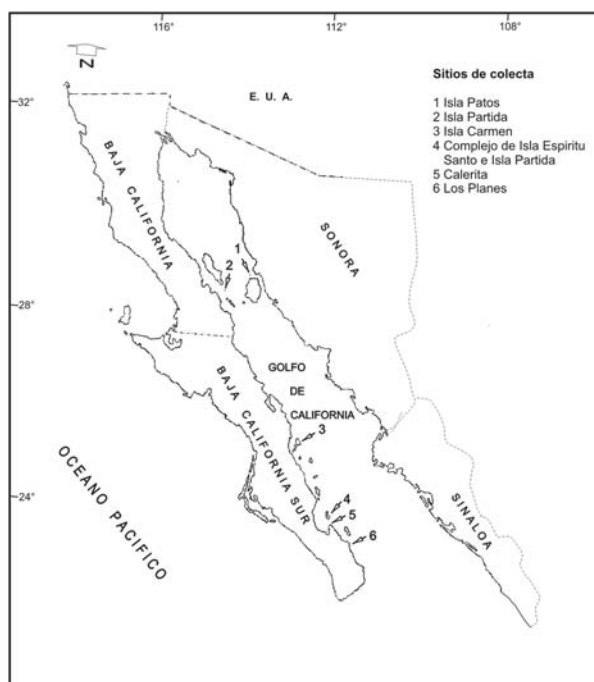 116°
112°
108°
N
32°
28°
24°
E. U. A.
Sitios de colecta
1 Isla Patos
2 Isla Partida
3 Isla Carmen
4 Complejo de Isla Espiritu
Santo e Isla Partida
5 Calerita
6 Los Planes
BAJA CALIFORNIA
SONORA
1
2
GOLFO
DE
CALIFORNIA
BAJA CALIFORNIA SUR
3
4
5
6
OCEANO PACIFICO
SINALOA